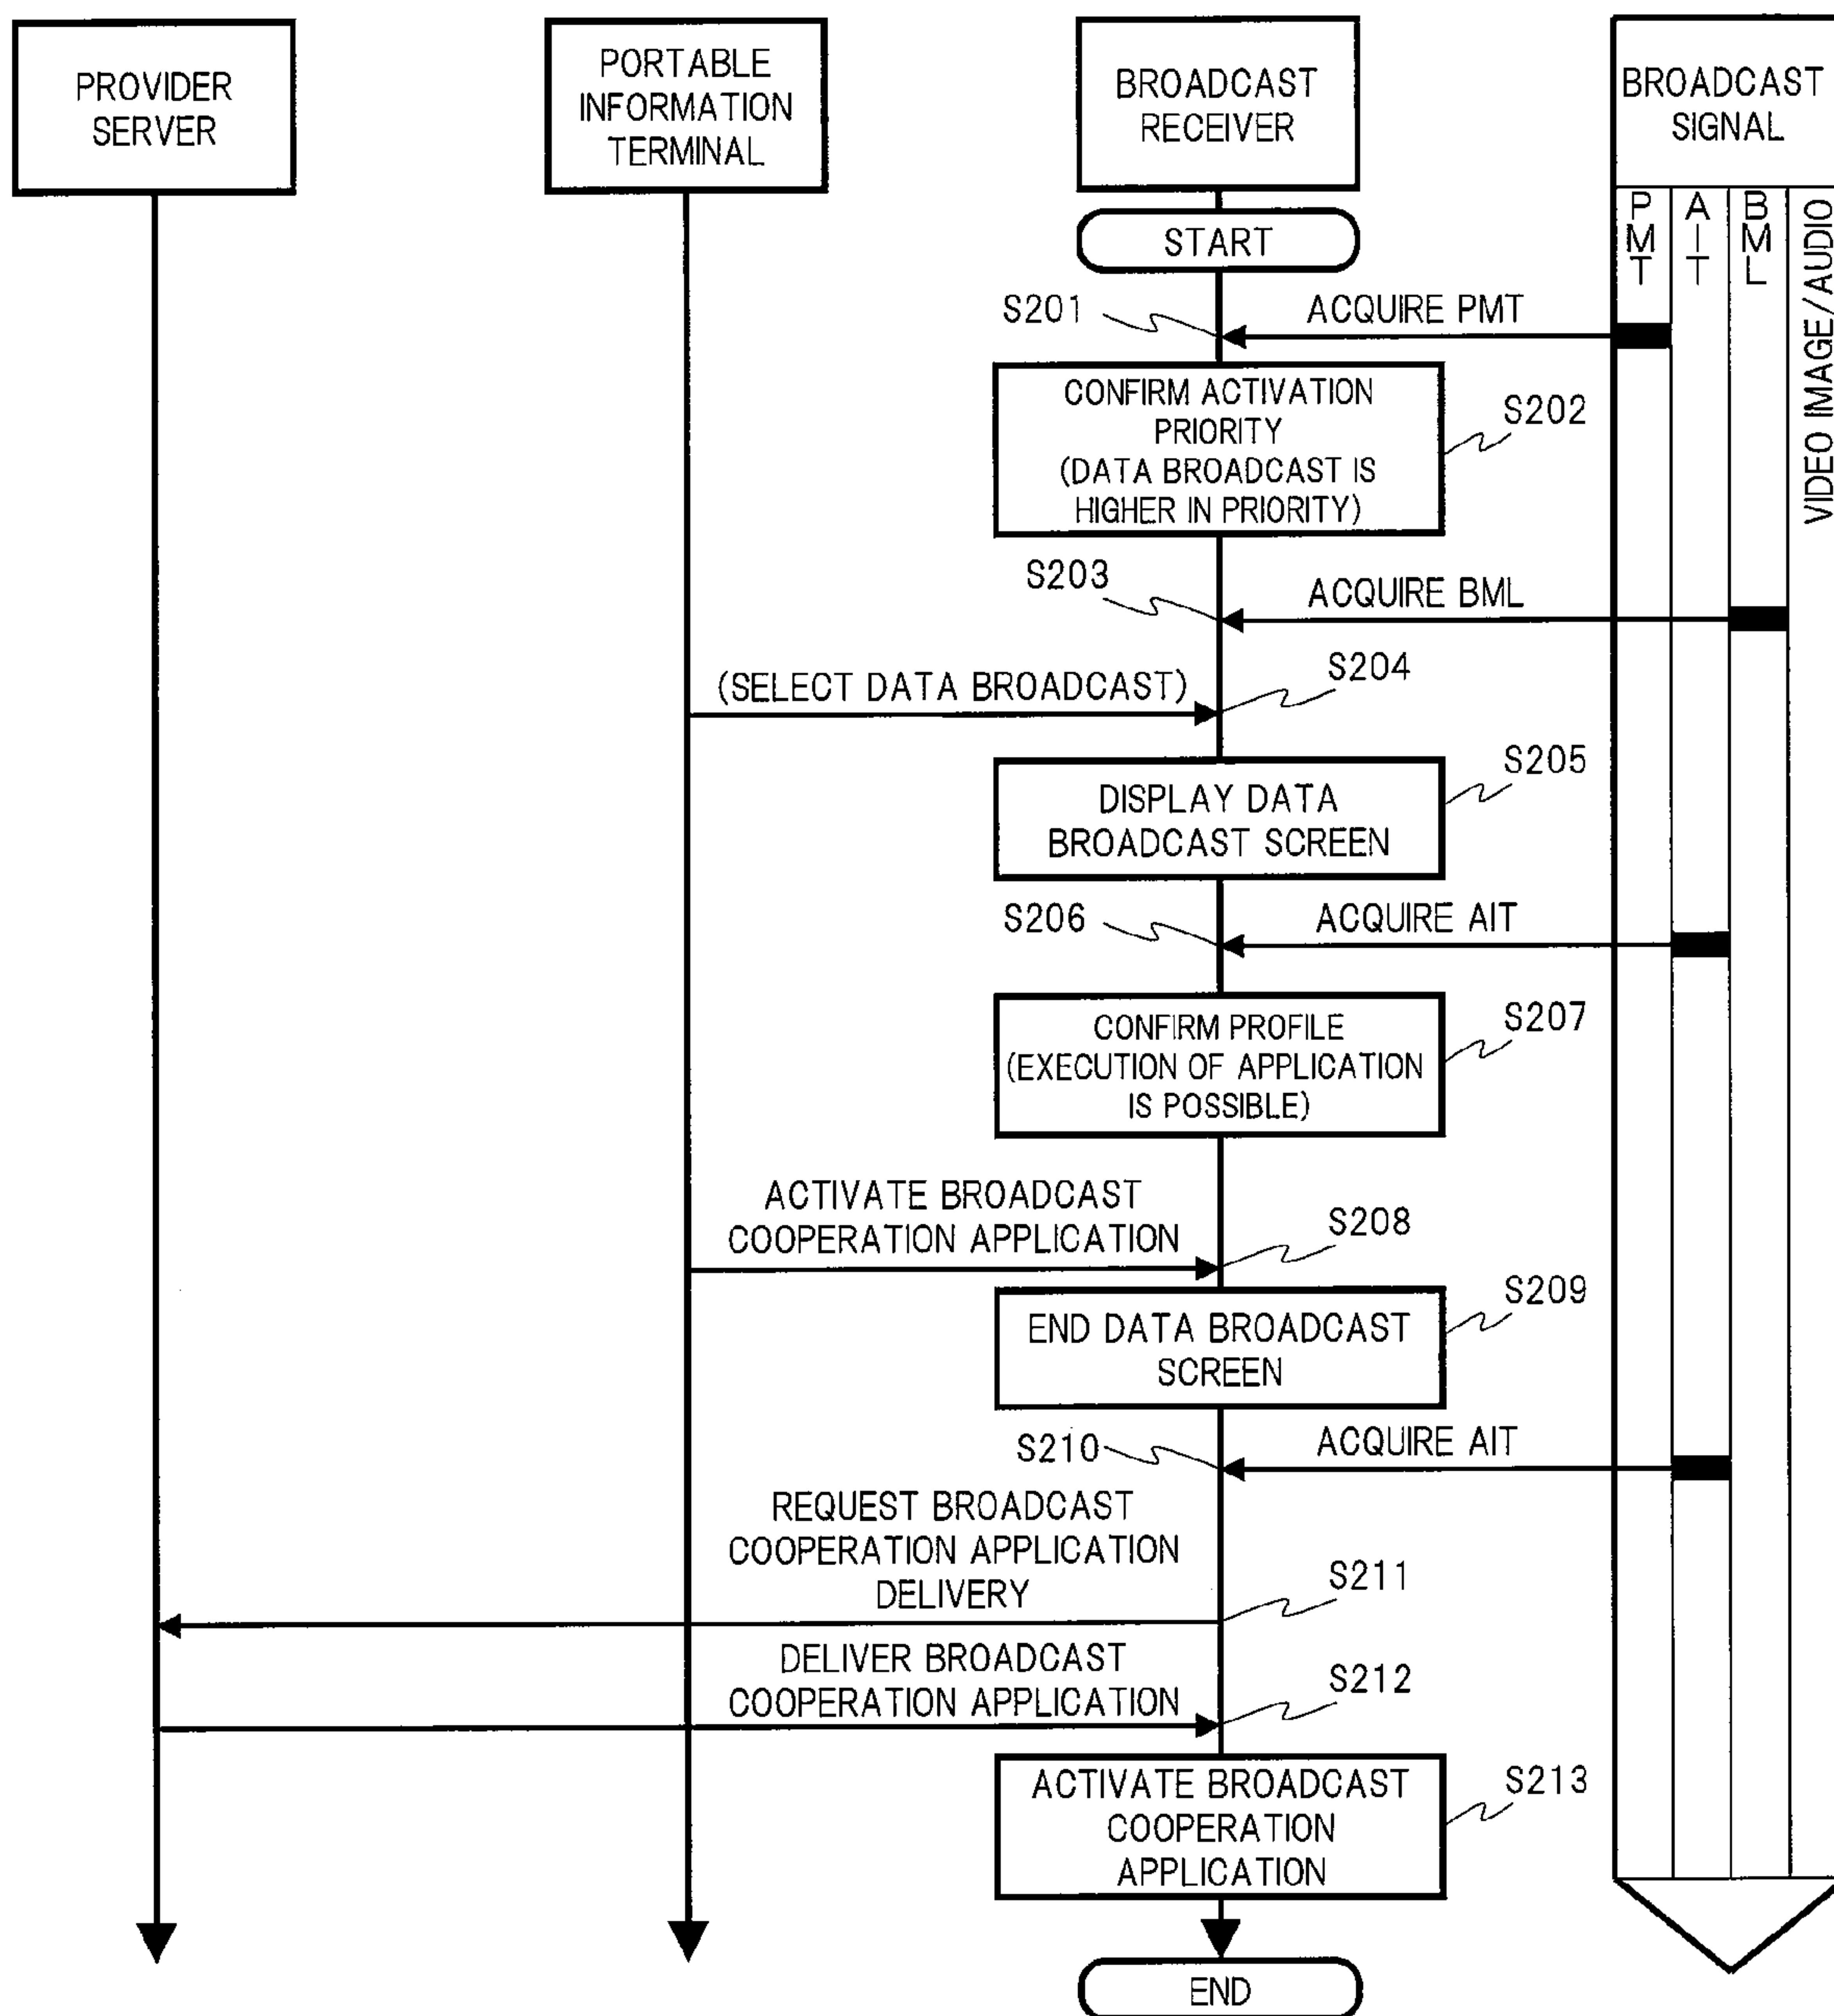 PROVIDER
SERVER
PORTABLE
INFORMATION
TERMINAL
BROADCAST
RECEIVER
BROADCAST
SIGNAL
PMT
AIT
BML
VIDEO IMAGE/AUDIO
START
S201
ACQUIRE PMT
CONFIRM ACTIVATION
PRIORITY
(DATA BROADCAST IS
HIGHER IN PRIORITY)
S202
S203
ACQUIRE BML
(SELECT DATA BROADCAST)
S204
DISPLAY DATA
BROADCAST SCREEN
S205
S206
ACQUIRE AIT
CONFIRM PROFILE
(EXECUTION OF APPLICATION
IS POSSIBLE)
S207
ACTIVATE BROADCAST
COOPERATION APPLICATION
S208
END DATA BROADCAST
SCREEN
S209
S210
ACQUIRE AIT
REQUEST BROADCAST
COOPERATION APPLICATION
DELIVERY
S211
DELIVER BROADCAST
COOPERATION APPLICATION
S212
ACTIVATE BROADCAST
COOPERATION
APPLICATION
S213
END